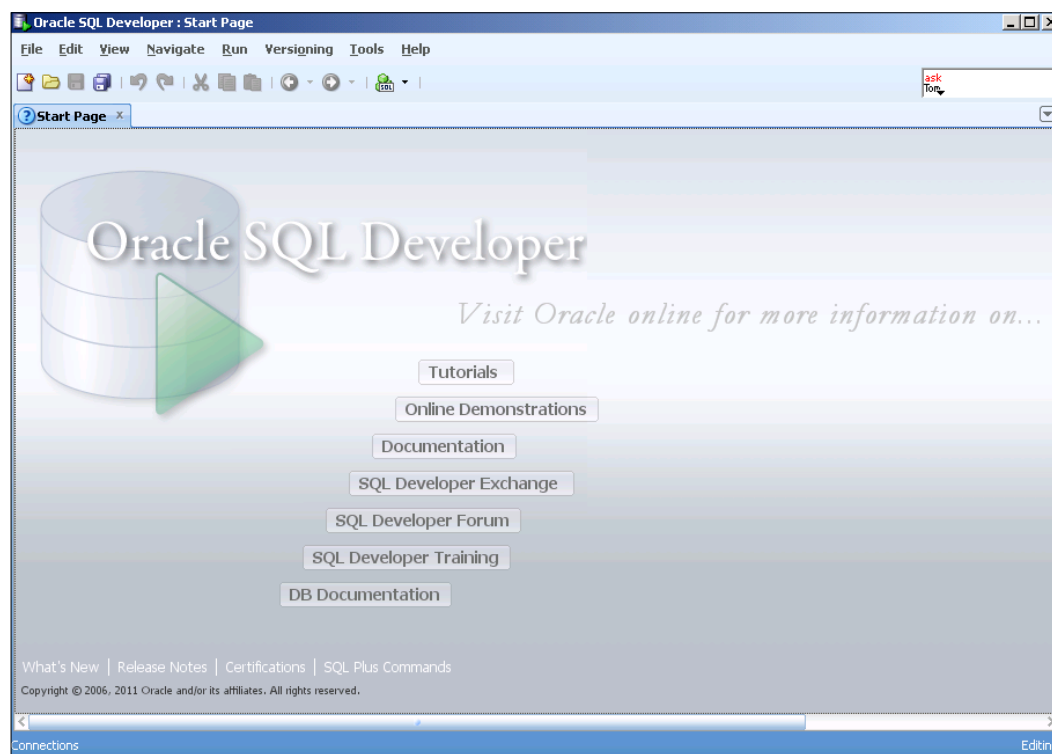 Oracle SQL Developer : Start Page
File Edit View Navigate Run Versioning Tools Help
SQL
ask
Tom
Start Page
Oracle SQL Developer
Visit Oracle online for more information on...
Tutorials
Online Demonstrations
Documentation
SQL Developer Exchange
SQL Developer Forum
SQL Developer Training
DB Documentation
What's New | Release Notes | Certifications | SQL Plus Commands
Copyright © 2006, 2011 Oracle and/or its affiliates. All rights reserved.
Connections Editin